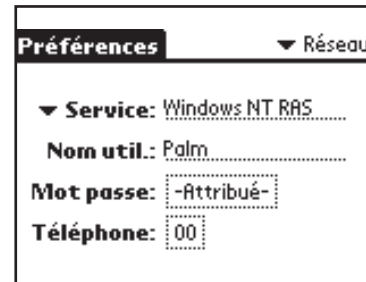 Préférences ▼ Réseau
▼ Service: Windows NT RAS
Nom util.: Palm
Mot passe: -Attribué-
Téléphone: 00